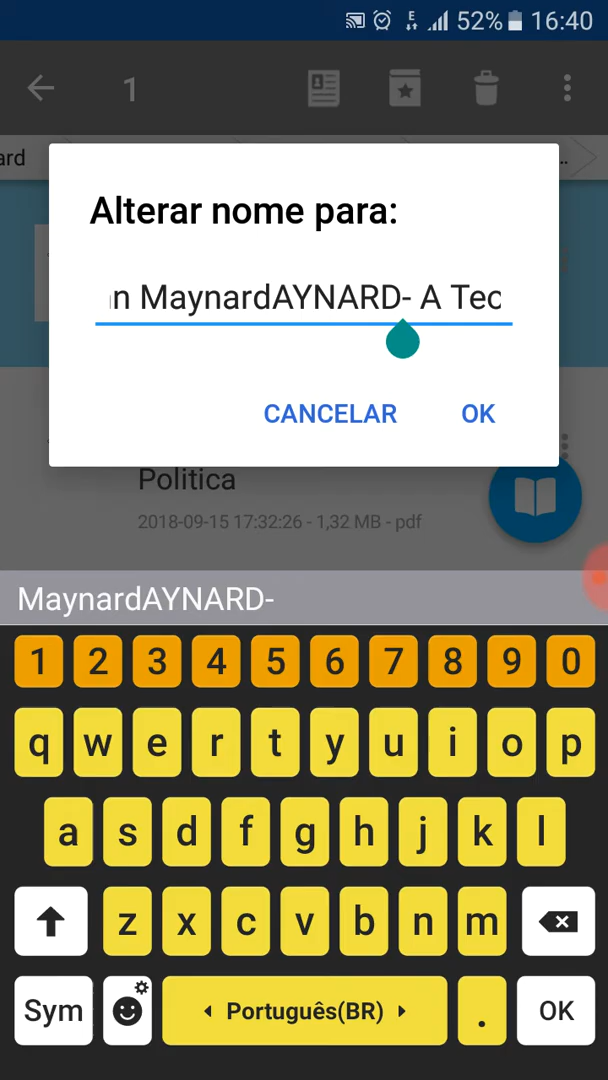 E 52% 16:40
1
ard ..
Alterar nome para:
n MaynardAYNARD- A Tec
CANCELAR OK
Politica
2018-09-15 17:32:26 - 1,32 MB - pdf
MaynardAYNARD-
1 2 3 4 5 6 7 8 9 0
q w e r t y u i o p
a s d f g h j k l
z x c v b n m
Sym Português(BR) . OK